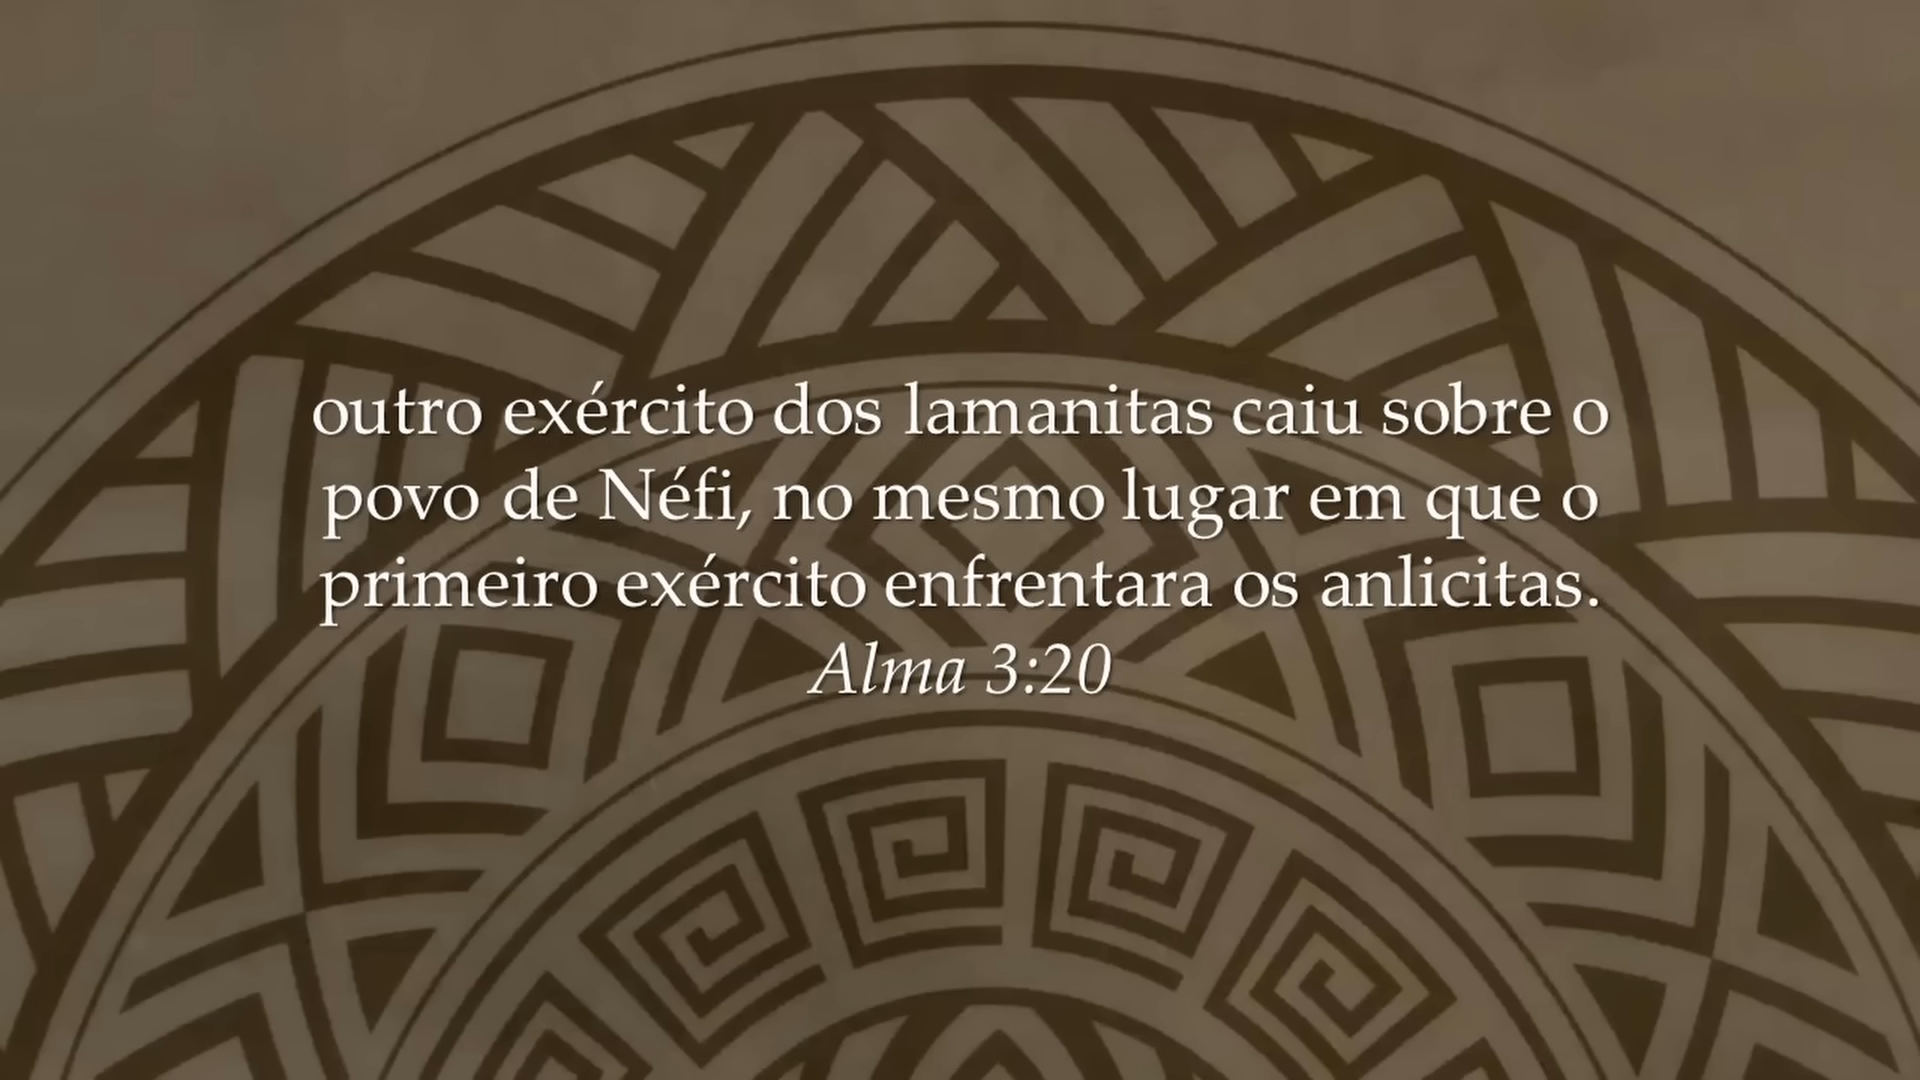 outro exército dos lamanitas caiu sobre o
povo de Néfi, no mesmo lugar em que o
primeiro exército enfrentara os anlicitas.
Alma 3:20